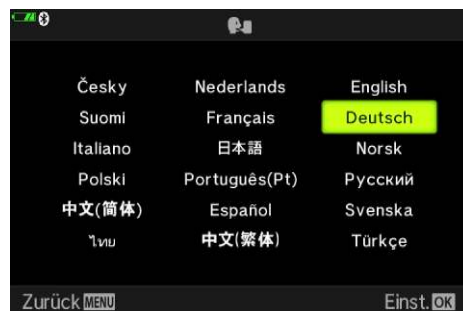 Česky Nederlands English
Suomi Français Deutsch
Italiano 日本語 Norsk
Polski Português(Pt) Русский
中文(简体) Español Svenska
ไทย 中文(繁体) Türkçe
Zurück MENU Einst. OK